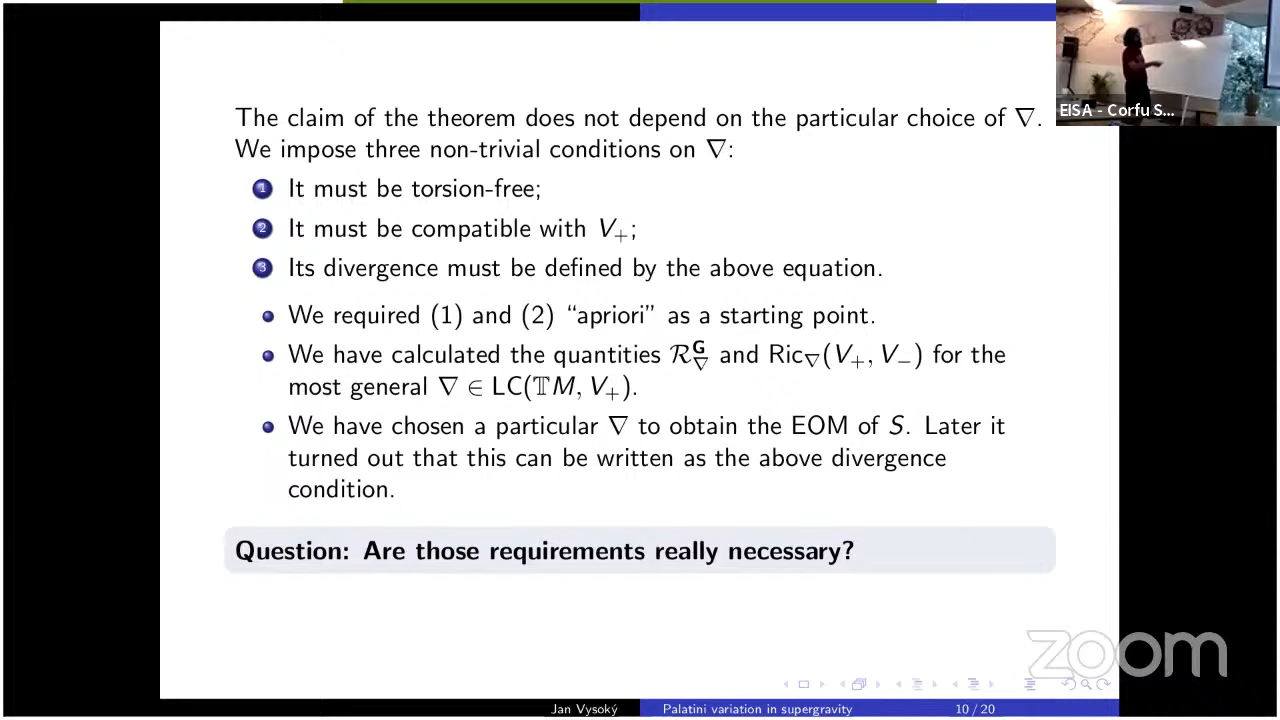 The claim of the theorem does not depend on the particular choice of ∇.
We impose three non-trivial conditions on ∇:
1 It must be torsion-free;
2 It must be compatible with V₊;
3 Its divergence must be defined by the above equation.
• We required (1) and (2) “apriori” as a starting point.
• We have calculated the quantities ℛ^𝐆_∇ and Ric_∇(V₊, V₋) for the
most general ∇ ∈ LC(𝕋M, V₊).
• We have chosen a particular ∇ to obtain the EOM of S. Later it
turned out that this can be written as the above divergence
condition.
Question: Are those requirements really necessary?
Jan Vysoký Palatini variation in supergravity 10 / 20
EISA - Corfu S...
zoom